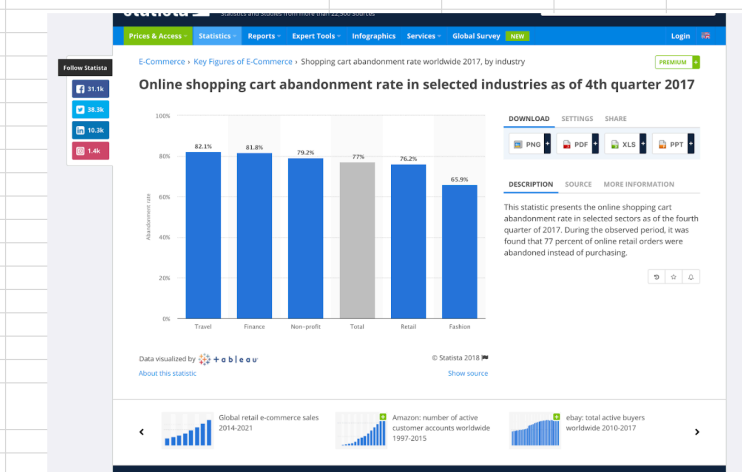 statista
Statistics and Studies from more than 22,500 Sources
Prices & Access Statistics Reports Expert Tools Infographics Services Global Survey NEW Login
Follow Statista
31.1k
38.3k
10.3k
1.4k
E-Commerce › Key Figures of E-Commerce › Shopping cart abandonment rate worldwide 2017, by industry
PREMIUM +
Online shopping cart abandonment rate in selected industries as of 4th quarter 2017
Abandonment rate
100%
80%
60%
40%
20%
0%
82.1% 81.8% 79.2% 77% 76.2% 65.9%
Travel Finance Non-profit Total Retail Fashion
Data visualized by +ableau
© Statista 2018
About this statistic
Show source
DOWNLOAD SETTINGS SHARE
PNG + PDF + XLS + PPT +
DESCRIPTION SOURCE MORE INFORMATION
This statistic presents the online shopping cart
abandonment rate in selected sectors as of the fourth
quarter of 2017. During the observed period, it was
found that 77 percent of online retail orders were
abandoned instead of purchasing.
Global retail e-commerce sales
2014-2021
Amazon: number of active
customer accounts worldwide
1997-2015
ebay: total active buyers
worldwide 2010-2017